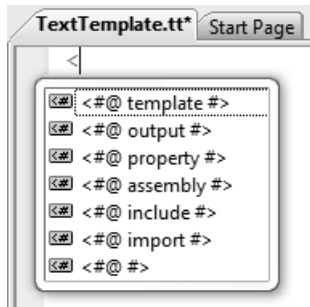 TextTemplate.tt* Start Page
<
<#@ template #>
<#@ output #>
<#@ property #>
<#@ assembly #>
<#@ include #>
<#@ import #>
<#@ #>